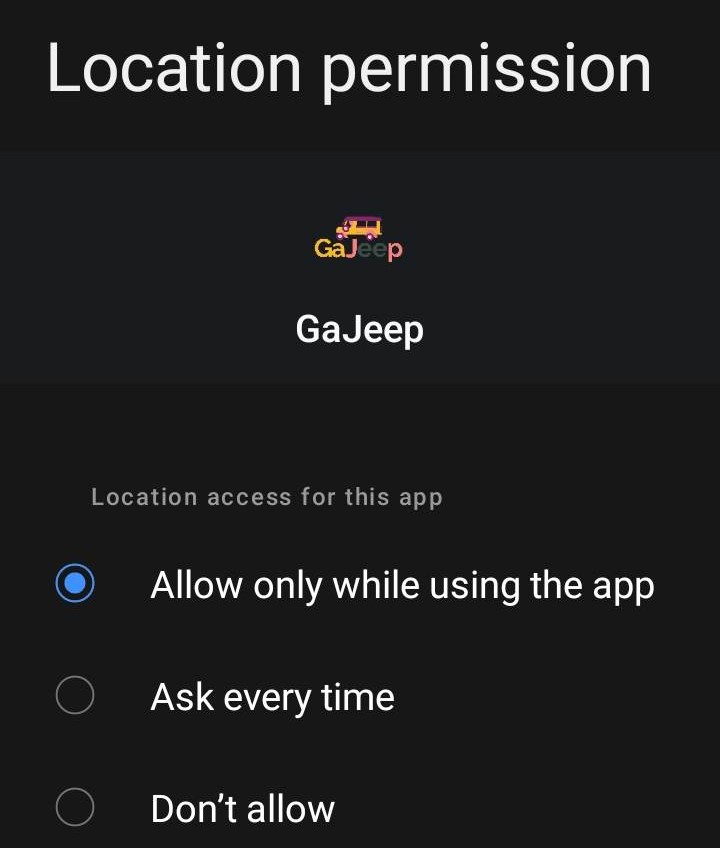 Location permission
GaJeep
GaJeep
Location access for this app
Allow only while using the app
Ask every time
Don’t allow